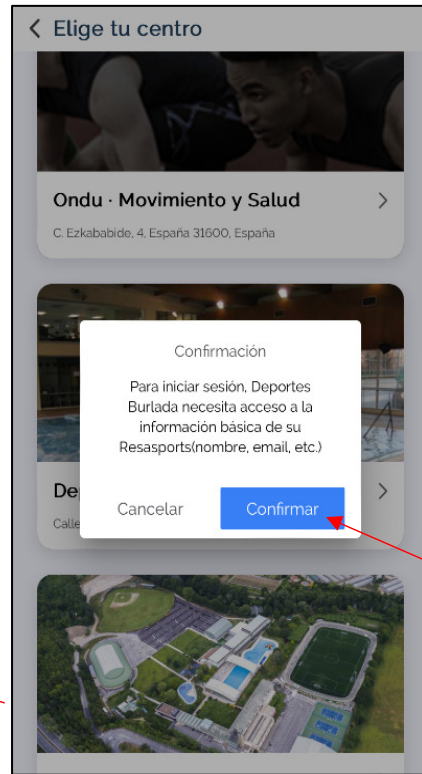 Elige tu centro
Ondu · Movimiento y Salud
C. Ezkababide, 4, España 31600, España
Confirmación
Para iniciar sesión, Deportes
Burlada necesita acceso a la
información básica de su
Resasports(nombre, email, etc.)
Cancelar
Confirmar
De
Calle